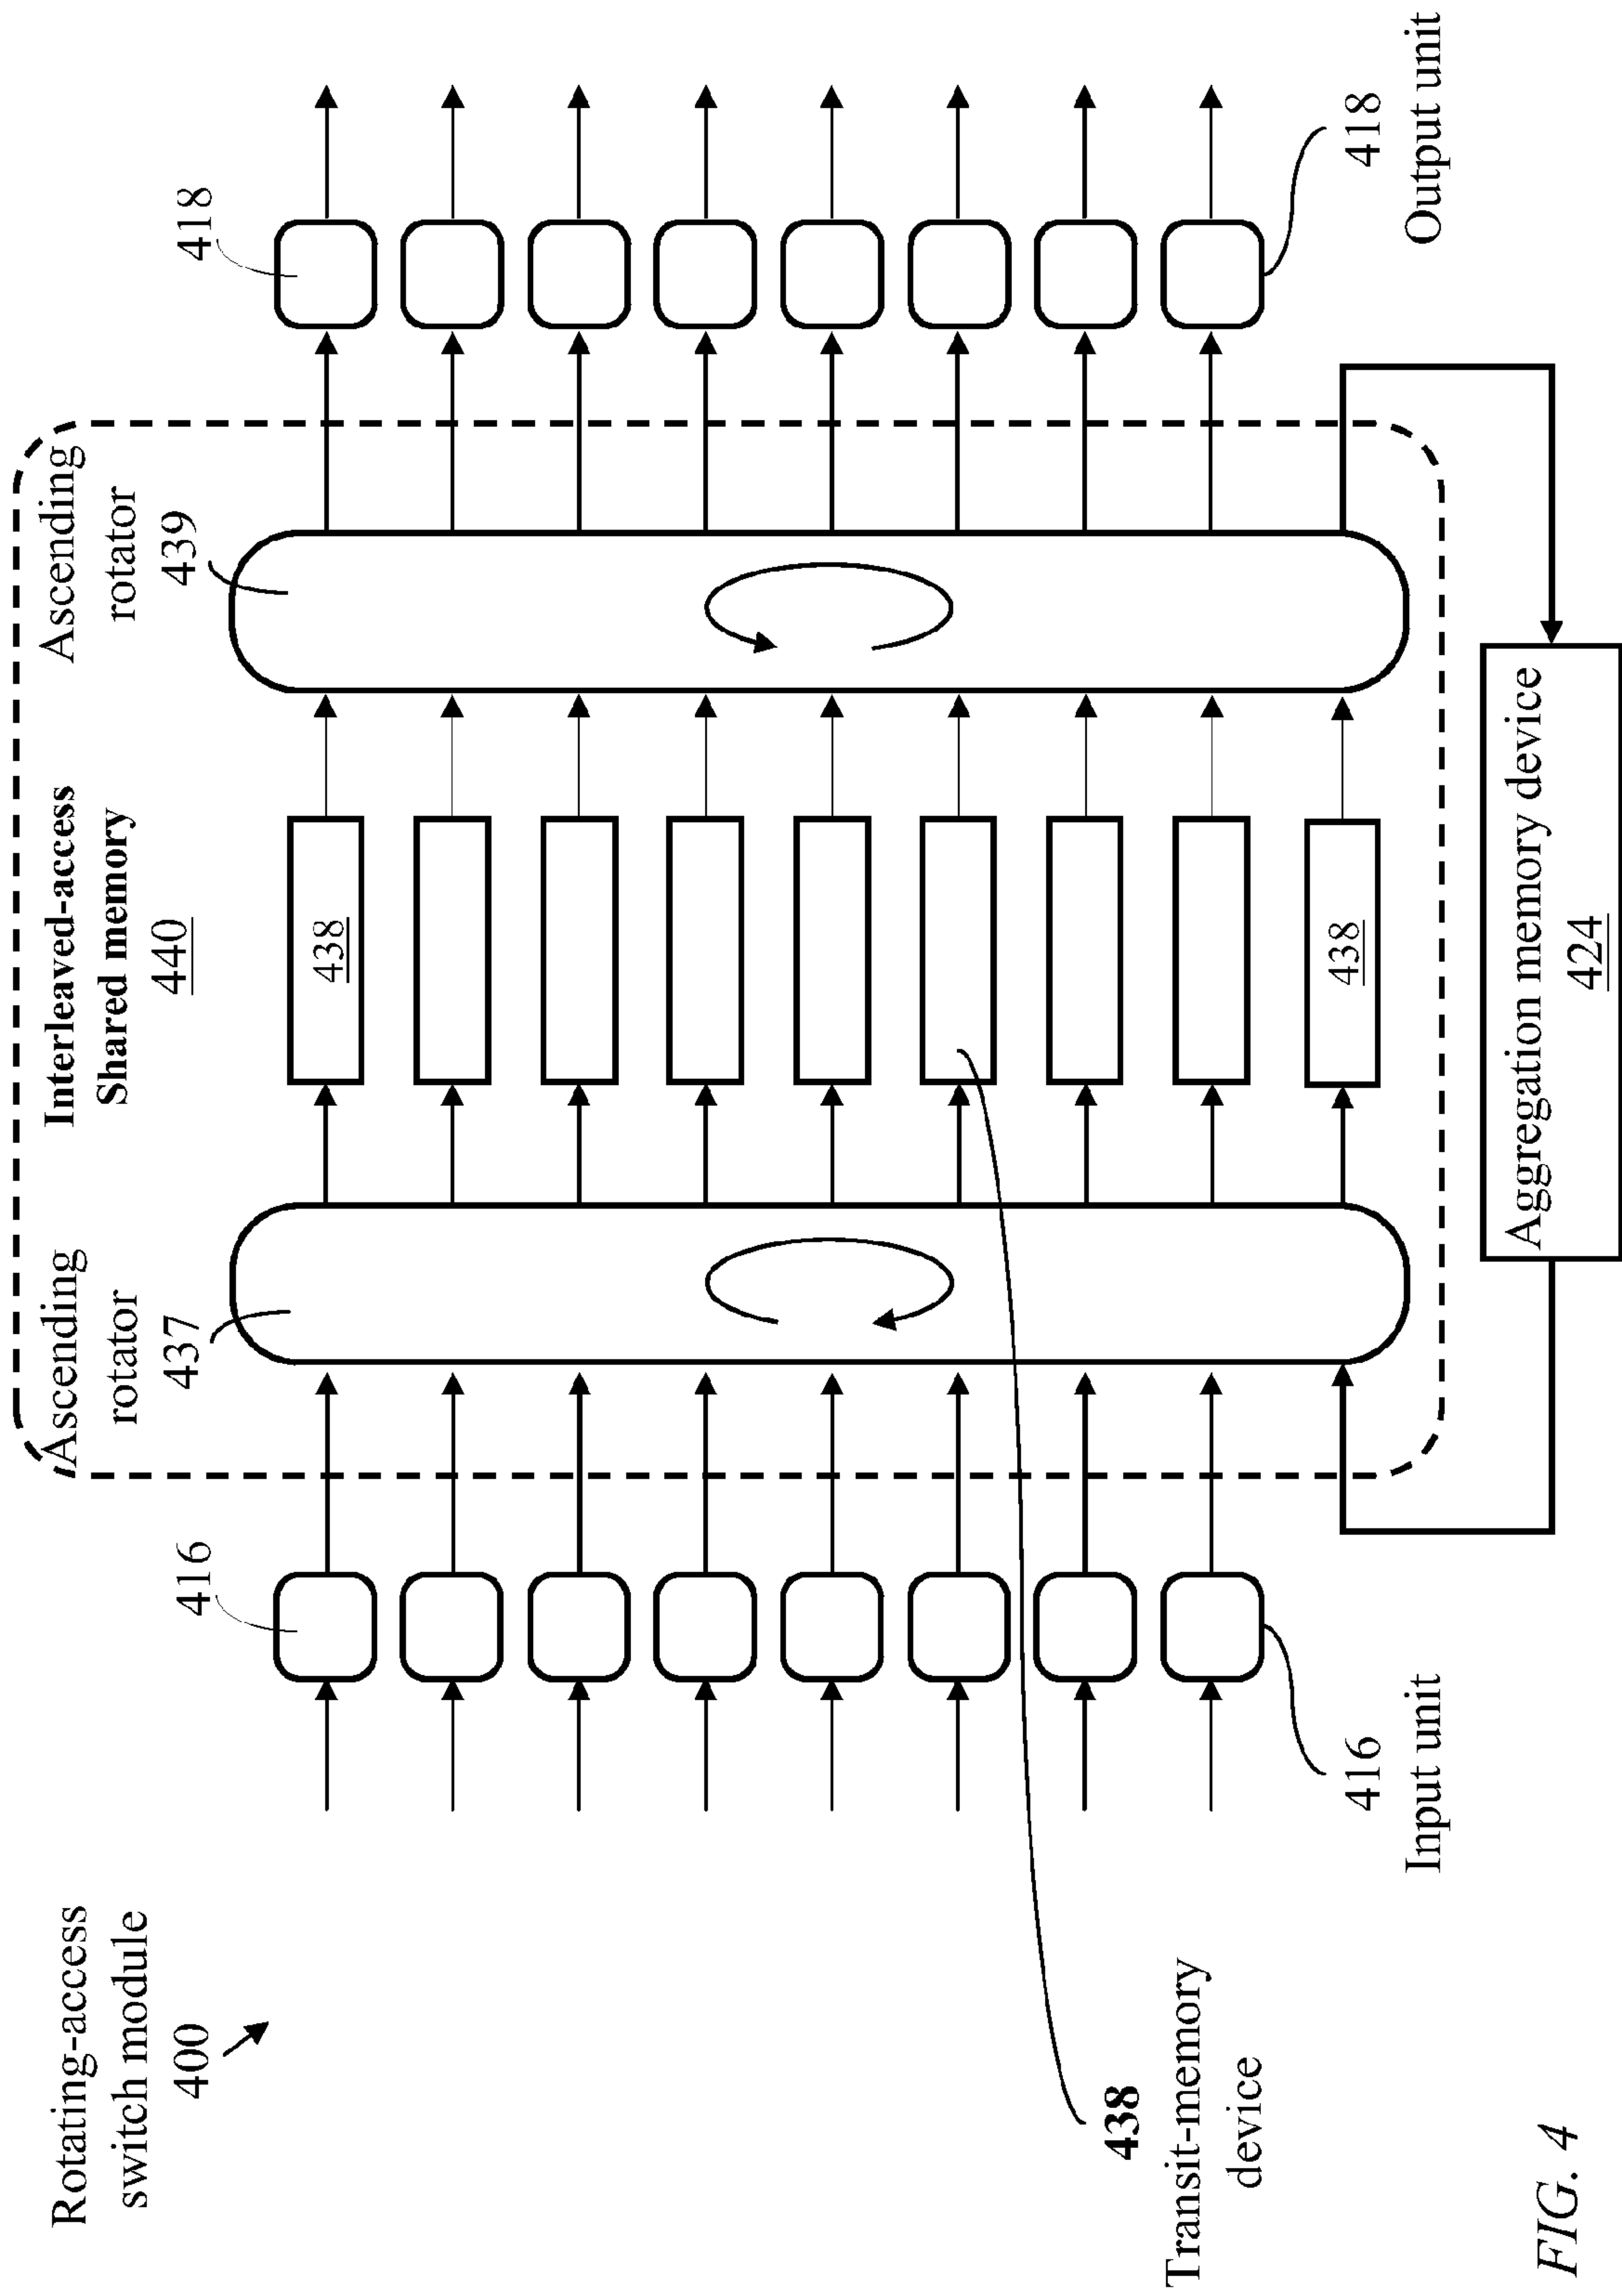 Rotating-access
switch module
400
Ascending
rotator
437
Interleaved-access
Shared memory
440
Ascending
rotator
439
416
418
438
438
416
Input unit
418
Output unit
438
Transit-memory
device
Aggregation memory device
424
FIG. 4